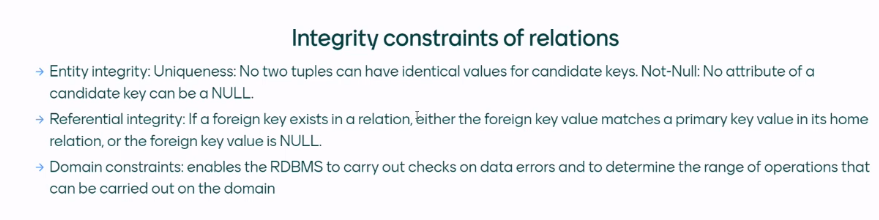 Integrity constraints of relations
→ Entity integrity: Uniqueness: No two tuples can have identical values for candidate keys. Not-Null: No attribute of a
candidate key can be a NULL.
→ Referential integrity: If a foreign key exists in a relation, either the foreign key value matches a primary key value in its home
relation, or the foreign key value is NULL.
→ Domain constraints: enables the RDBMS to carry out checks on data errors and to determine the range of operations that
can be carried out on the domain